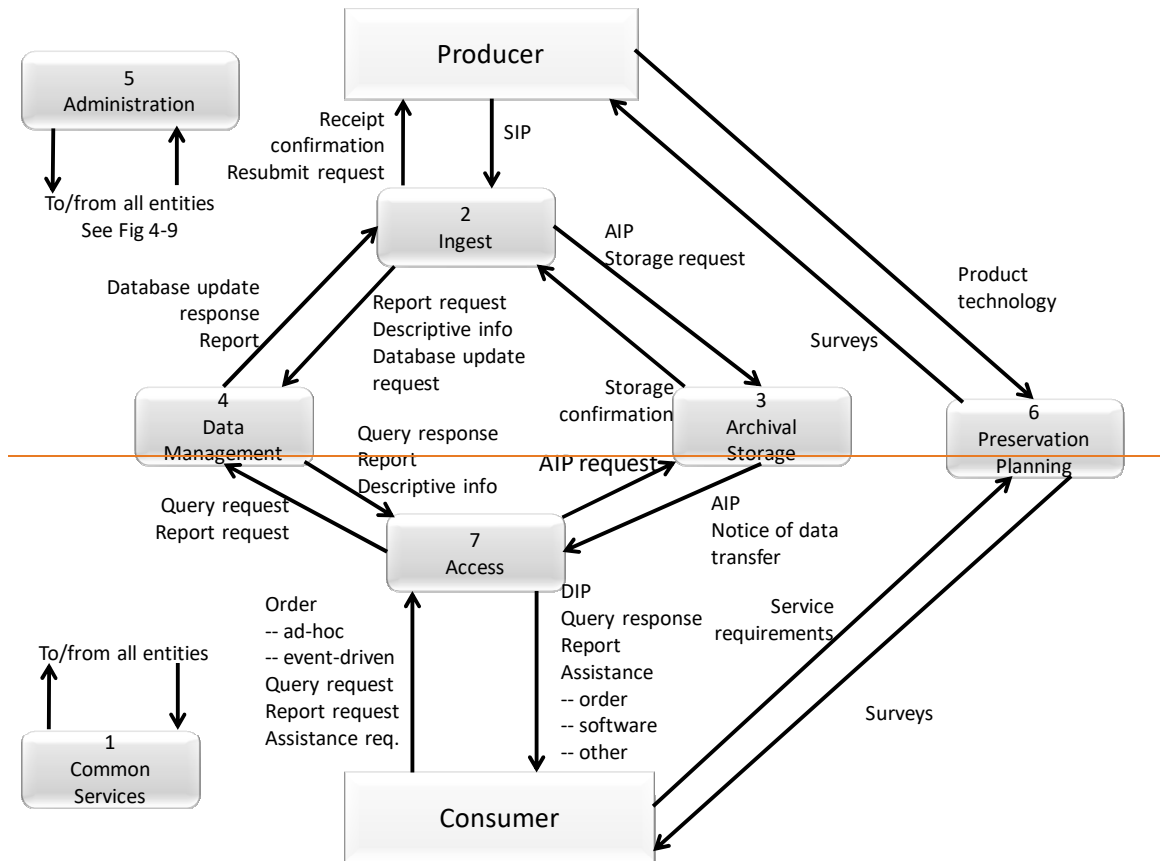 Producer
5
Administration
Receipt
confirmation
Resubmit request
SIP
To/from all entities
See Fig 4-9
2
Ingest
AIP
Storage request
Product
technology
Database update
response
Report
Report request
Descriptive info
Database update
request
Surveys
Storage
confirmation
4
Data
Management
3
Archival
Storage
6
Preservation
Planning
Query response
Report
Descriptive info
AIP request
Query request
Report request
AIP
Notice of data
transfer
7
Access
Order
-- ad-hoc
-- event-driven
Query request
Report request
Assistance req.
DIP
Query response
Report
Assistance
-- order
-- software
-- other
Service
requirements
Surveys
To/from all entities
1
Common
Services
Consumer